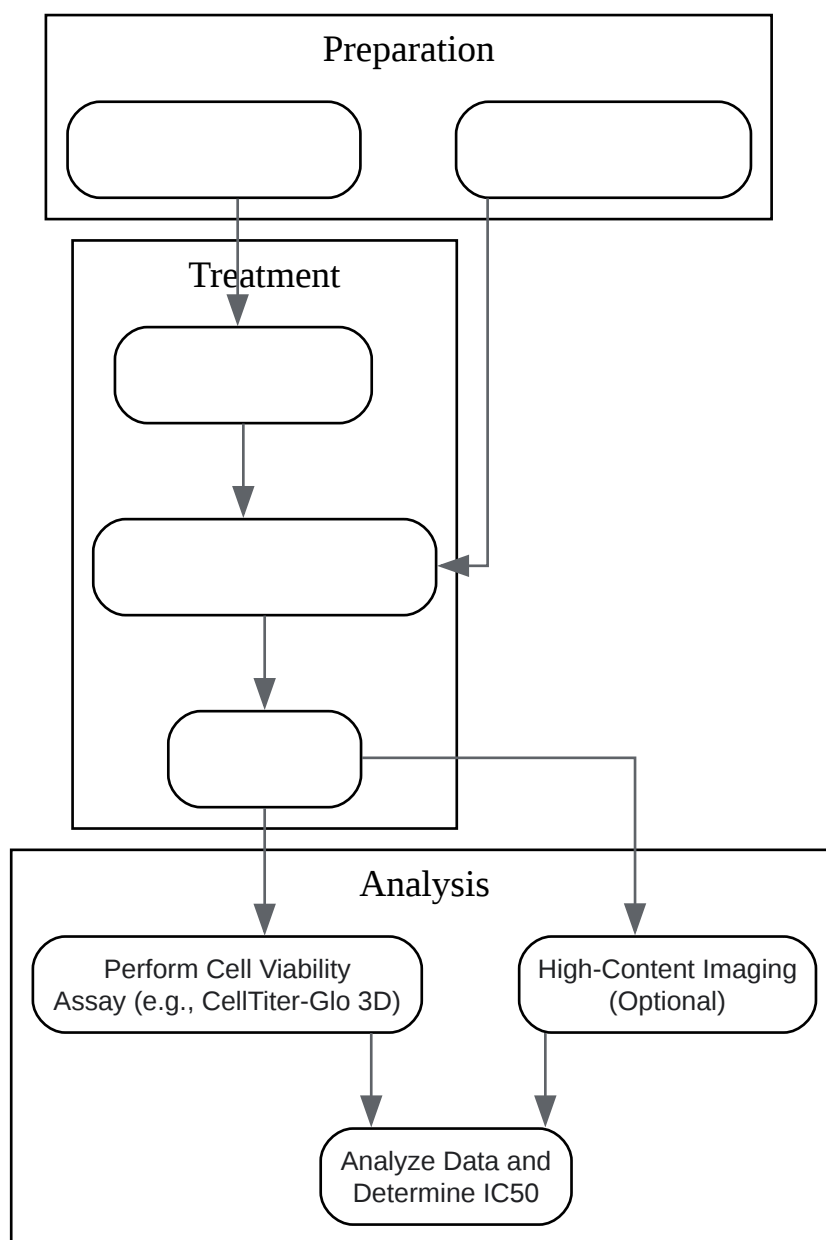 Preparation
Treatment
Analysis
Perform Cell Viability
Assay (e.g., CellTiter-Glo 3D)
High-Content Imaging
(Optional)
Analyze Data and
Determine IC50